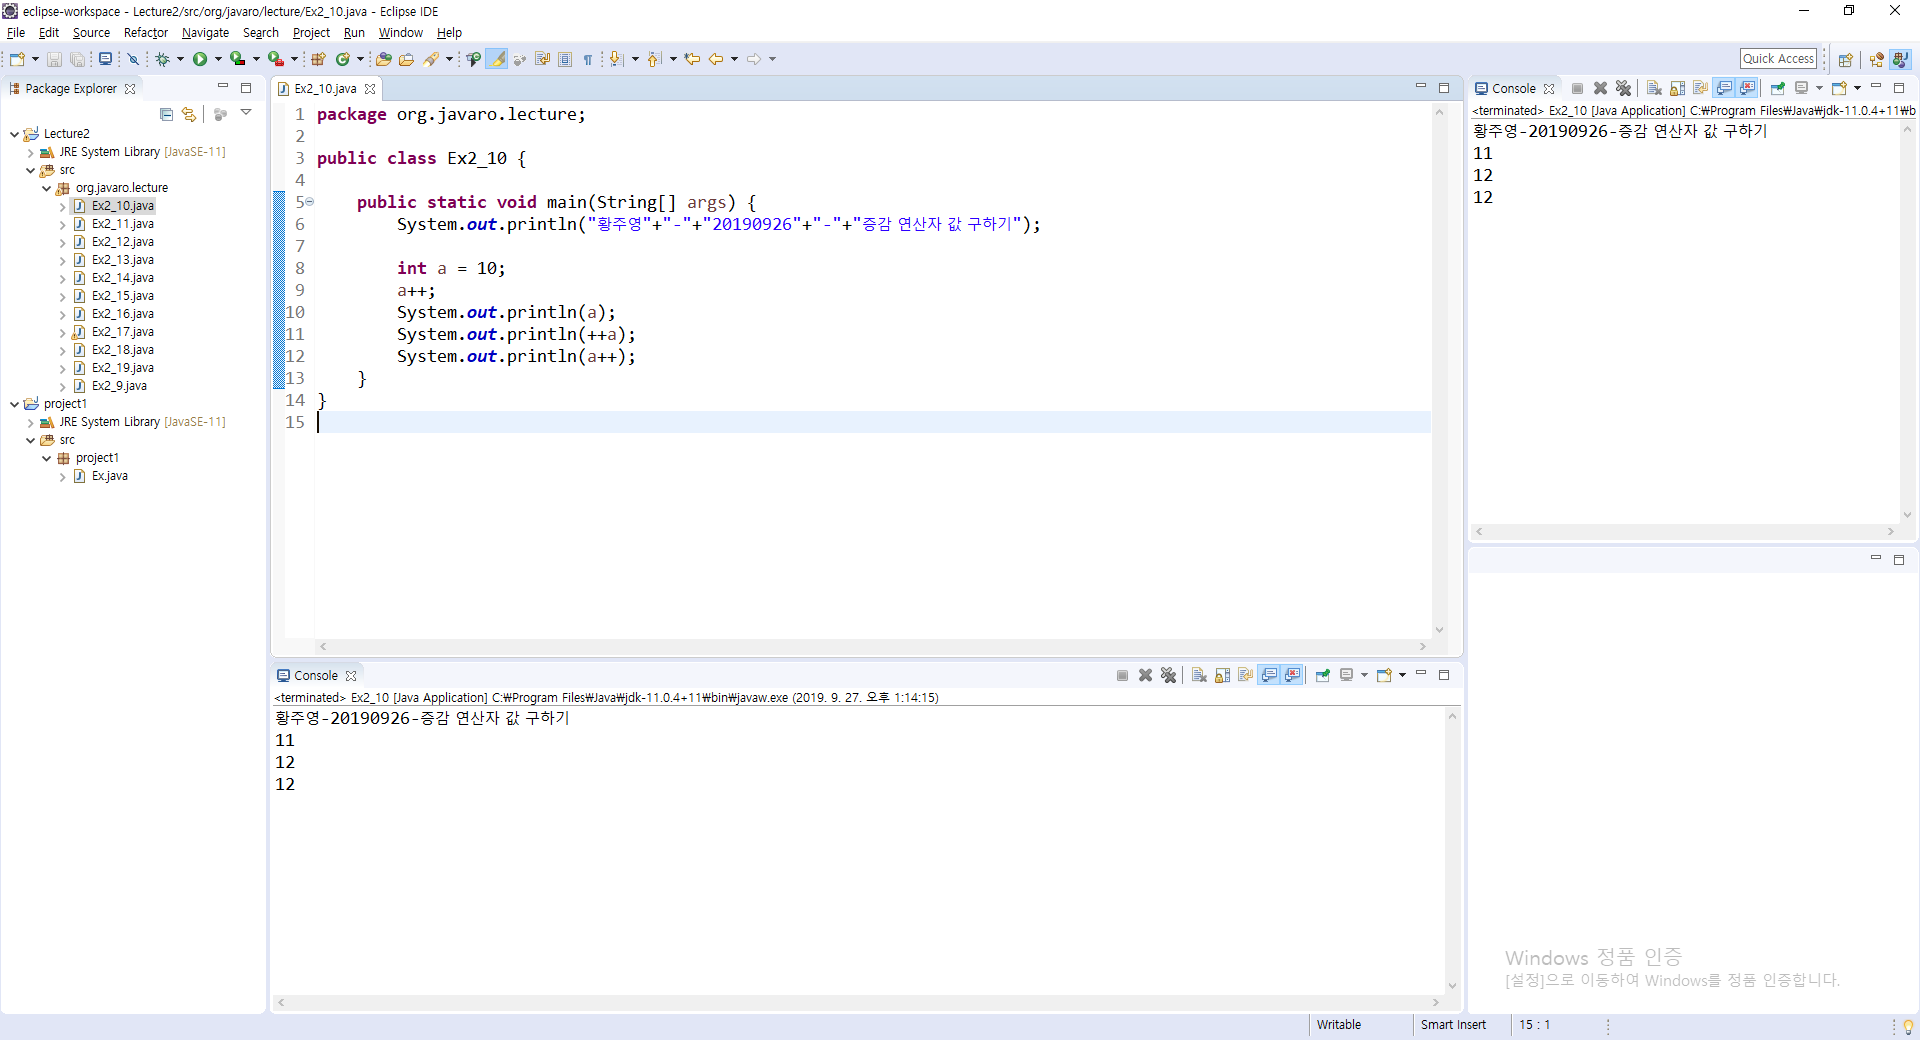 eclipse-workspace - Lecture2/src/org/javaro/lecture/Ex2_10.java - Eclipse IDE
File Edit Source Refactor Navigate Search Project Run Window Help
Quick Access
Package Explorer
Lecture2
JRE System Library [JavaSE-11]
src
org.javaro.lecture
Ex2_10.java
Ex2_11.java
Ex2_12.java
Ex2_13.java
Ex2_14.java
Ex2_15.java
Ex2_16.java
Ex2_17.java
Ex2_18.java
Ex2_19.java
Ex2_9.java
project1
JRE System Library [JavaSE-11]
src
project1
Ex.java
Ex2_10.java
1 package org.javaro.lecture;
2
3 public class Ex2_10 {
4
5 public static void main(String[] args) {
6 System.out.println("황주영"+"-"+"20190926"+"-"+"증감 연산자 값 구하기");
7
8 int a = 10;
9 a++;
10 System.out.println(a);
11 System.out.println(++a);
12 System.out.println(a++);
13 }
14 }
15
Console
<terminated> Ex2_10 [Java Application] C:₩Program Files₩Java₩jdk-11.0.4+11₩bin₩javaw.exe (2019. 9. 27. 오후 1:14:15)
황주영-20190926-증감 연산자 값 구하기
11
12
12
Console
<terminated> Ex2_10 [Java Application] C:₩Program Files₩Java₩jdk-11.0.4+11₩b
황주영-20190926-증감 연산자 값 구하기
11
12
12
Windows 정품 인증
[설정]으로 이동하여 Windows를 정품 인증합니다.
Writable Smart Insert 15 : 1